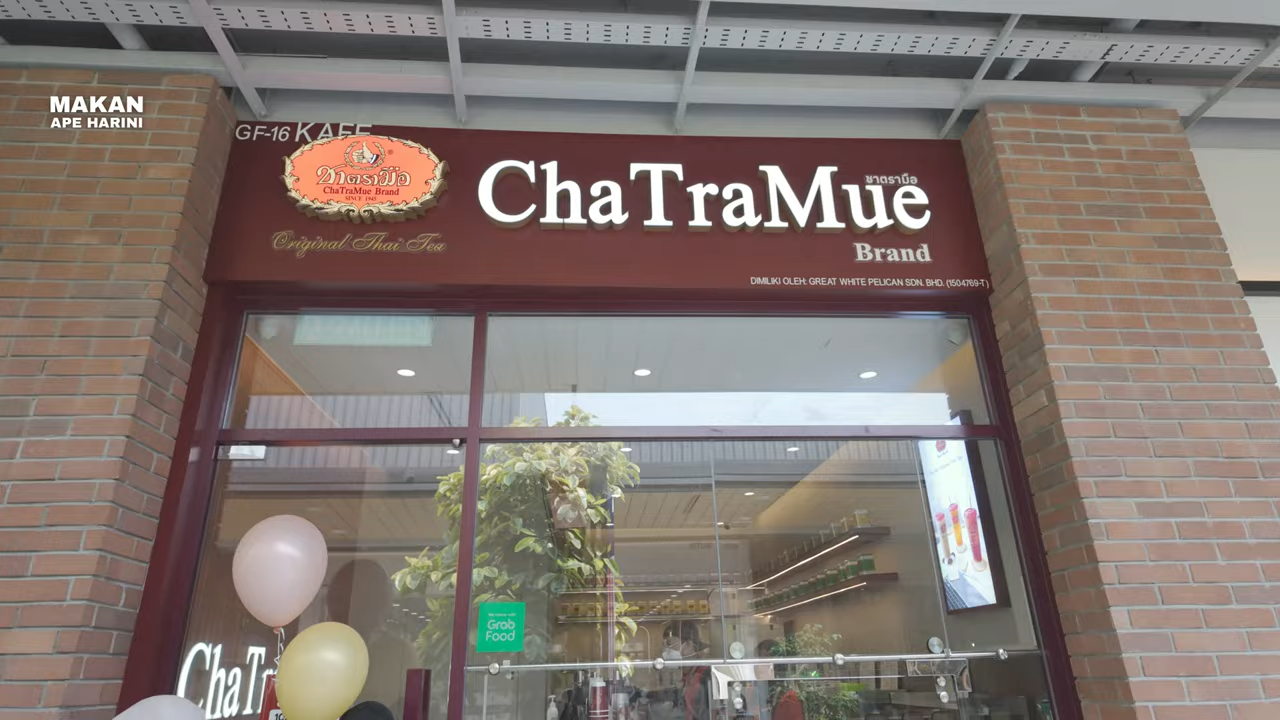 MAKAN
APE HARINI
GF-16 KAFE
ชาตรามือ
ChaTraMue Brand
SINCE 1945
Original Thai Tea
ChaTraMue
ชาตรามือ
Brand
DIMILIKI OLEH: GREAT WHITE PELICAN SDN. BHD. (1504769-T)
Grab
Food
ChaTr